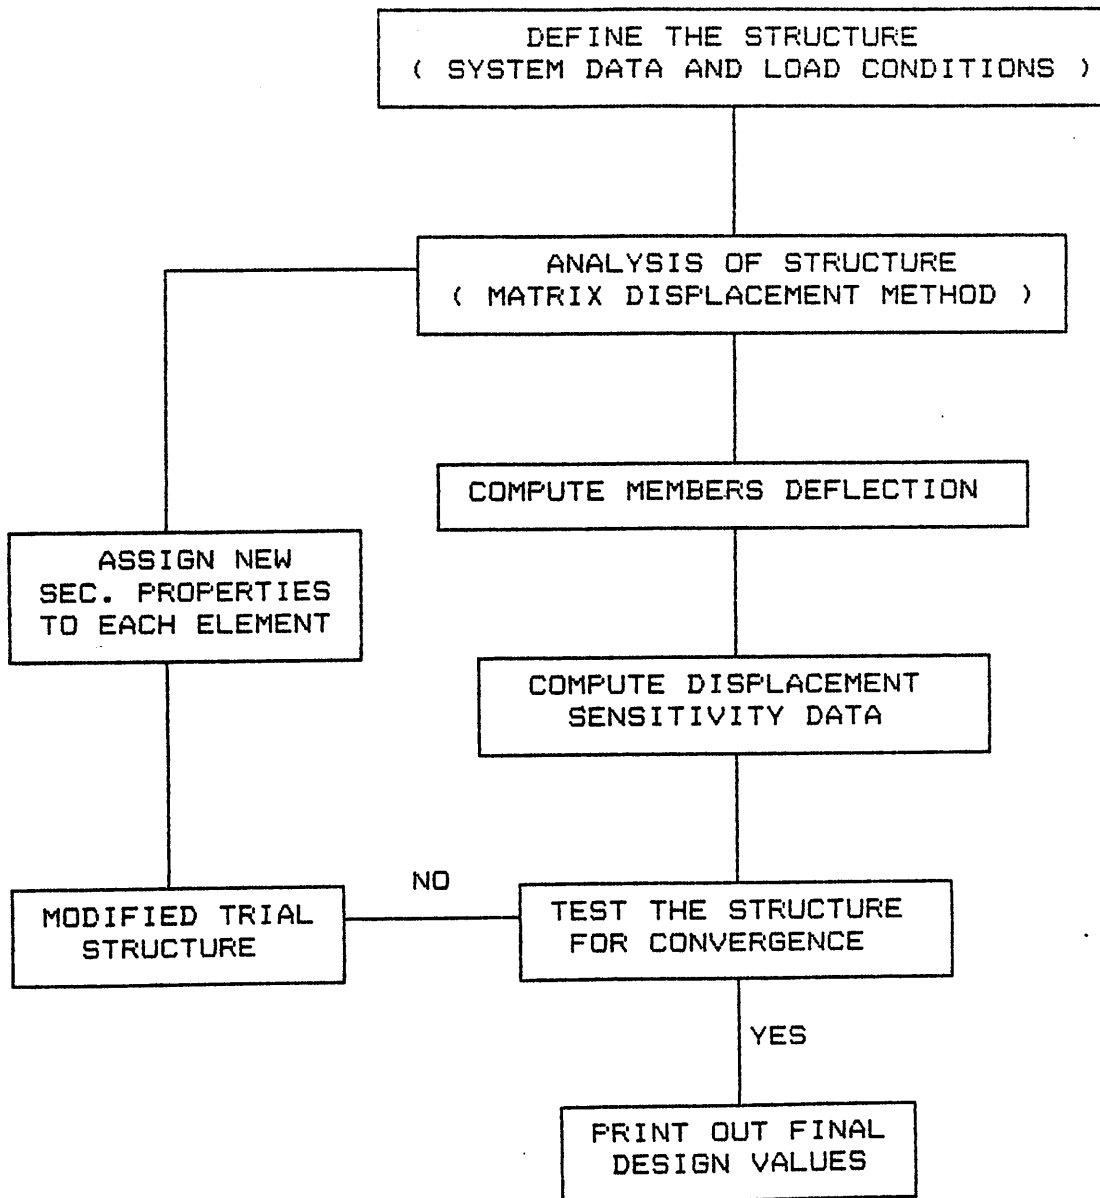 DEFINE THE STRUCTURE
( SYSTEM DATA AND LOAD CONDITIONS )
ANALYSIS OF STRUCTURE
( MATRIX DISPLACEMENT METHOD )
COMPUTE MEMBERS DEFLECTION
ASSIGN NEW
SEC. PROPERTIES
TO EACH ELEMENT
COMPUTE DISPLACEMENT
SENSITIVITY DATA
NO
MODIFIED TRIAL
STRUCTURE
TEST THE STRUCTURE
FOR CONVERGENCE
YES
PRINT OUT FINAL
DESIGN VALUES